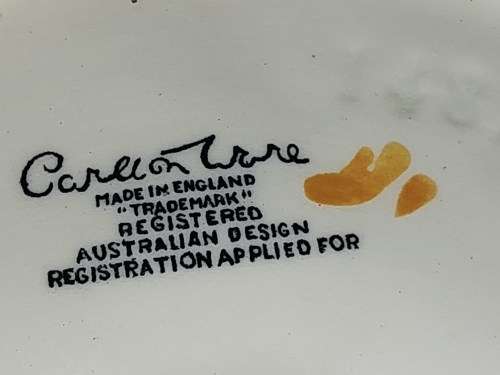 Carlton Ware
MADE IN ENGLAND
"TRADEMARK"
REGISTERED
AUSTRALIAN DESIGN
REGISTRATION APPLIED FOR